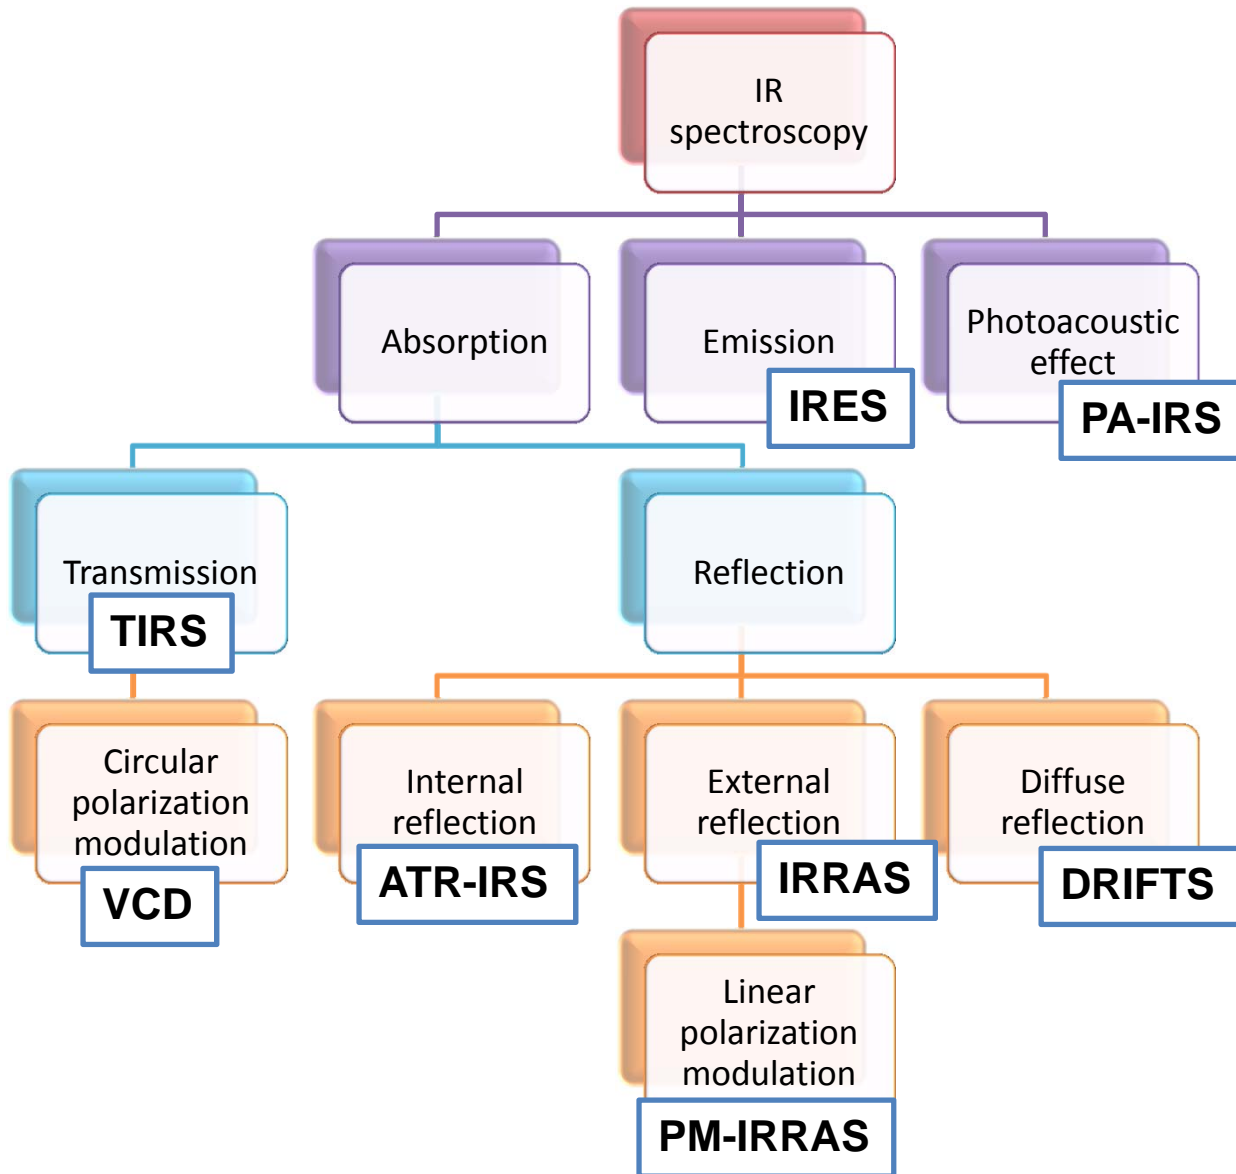 IR
spectroscopy
Absorption
Emission
IRES
Photoacoustic
effect
PA-IRS
Transmission
TIRS
Reflection
Circular
polarization
modulation
VCD
Internal
reflection
ATR-IRS
External
reflection
IRRAS
Diffuse
reflection
DRIFTS
Linear
polarization
modulation
PM-IRRAS